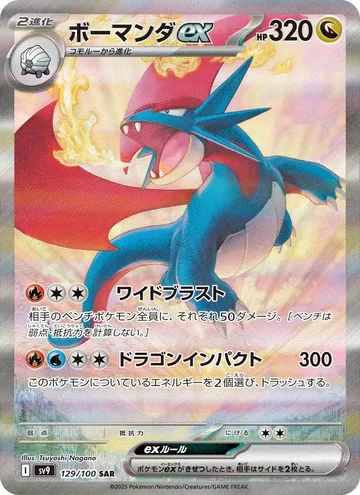 2進化
ボーマンダex
HP320
コモルーから進化
ワイドブラスト
相手のベンチポケモン全員に、それぞれ50ダメージ。[ベンチは
弱点・抵抗力を計算しない。]
ドラゴンインパクト 300
このポケモンについているエネルギーを2個選び、トラッシュする。
弱点 抵抗力 にげる
Illus. Tsuyoshi Nagano
I sv9 129/100 SAR
exルール
ポケモンexがきぜつしたとき、相手はサイドを2枚とる。
©2025 Pokémon/Nintendo/Creatures/GAME FREAK.